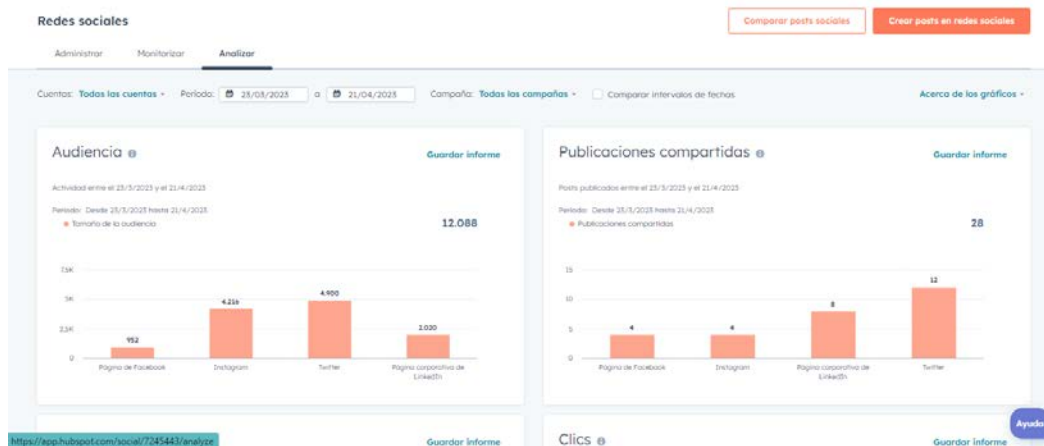 Redes sociales
Comparar posts sociales
Crear posts en redes sociales
Administrar Monitorizar Analizar
Cuentas: Todas las cuentas Periodo: 23/03/2023 a 21/04/2023 Campaña: Todas las campañas Comparar intervalos de fechas Acerca de los gráficos
Audiencia
Guardar informe
Actividad entre el 23/3/2023 y el 21/4/2023
Periodo: Desde 23/3/2023 hasta 21/4/2023
Tamaño de la audiencia
12.088
7,5K
5K
2,5K
0
952
4.216
4.900
2.020
Página de Facebook
Instagram
Twitter
Página corporativa de
LinkedIn
Publicaciones compartidas
Guardar informe
Posts publicados entre el 23/3/2023 y el 21/4/2023
Periodo: Desde 23/3/2023 hasta 21/4/2023
Publicaciones compartidas
28
15
10
5
0
4
4
8
12
Página de Facebook
Instagram
Página corporativa de
LinkedIn
Twitter
Ayuda
https://app.hubspot.com/social/7245443/analyze
Guardar informe
Clics
Guardar informe